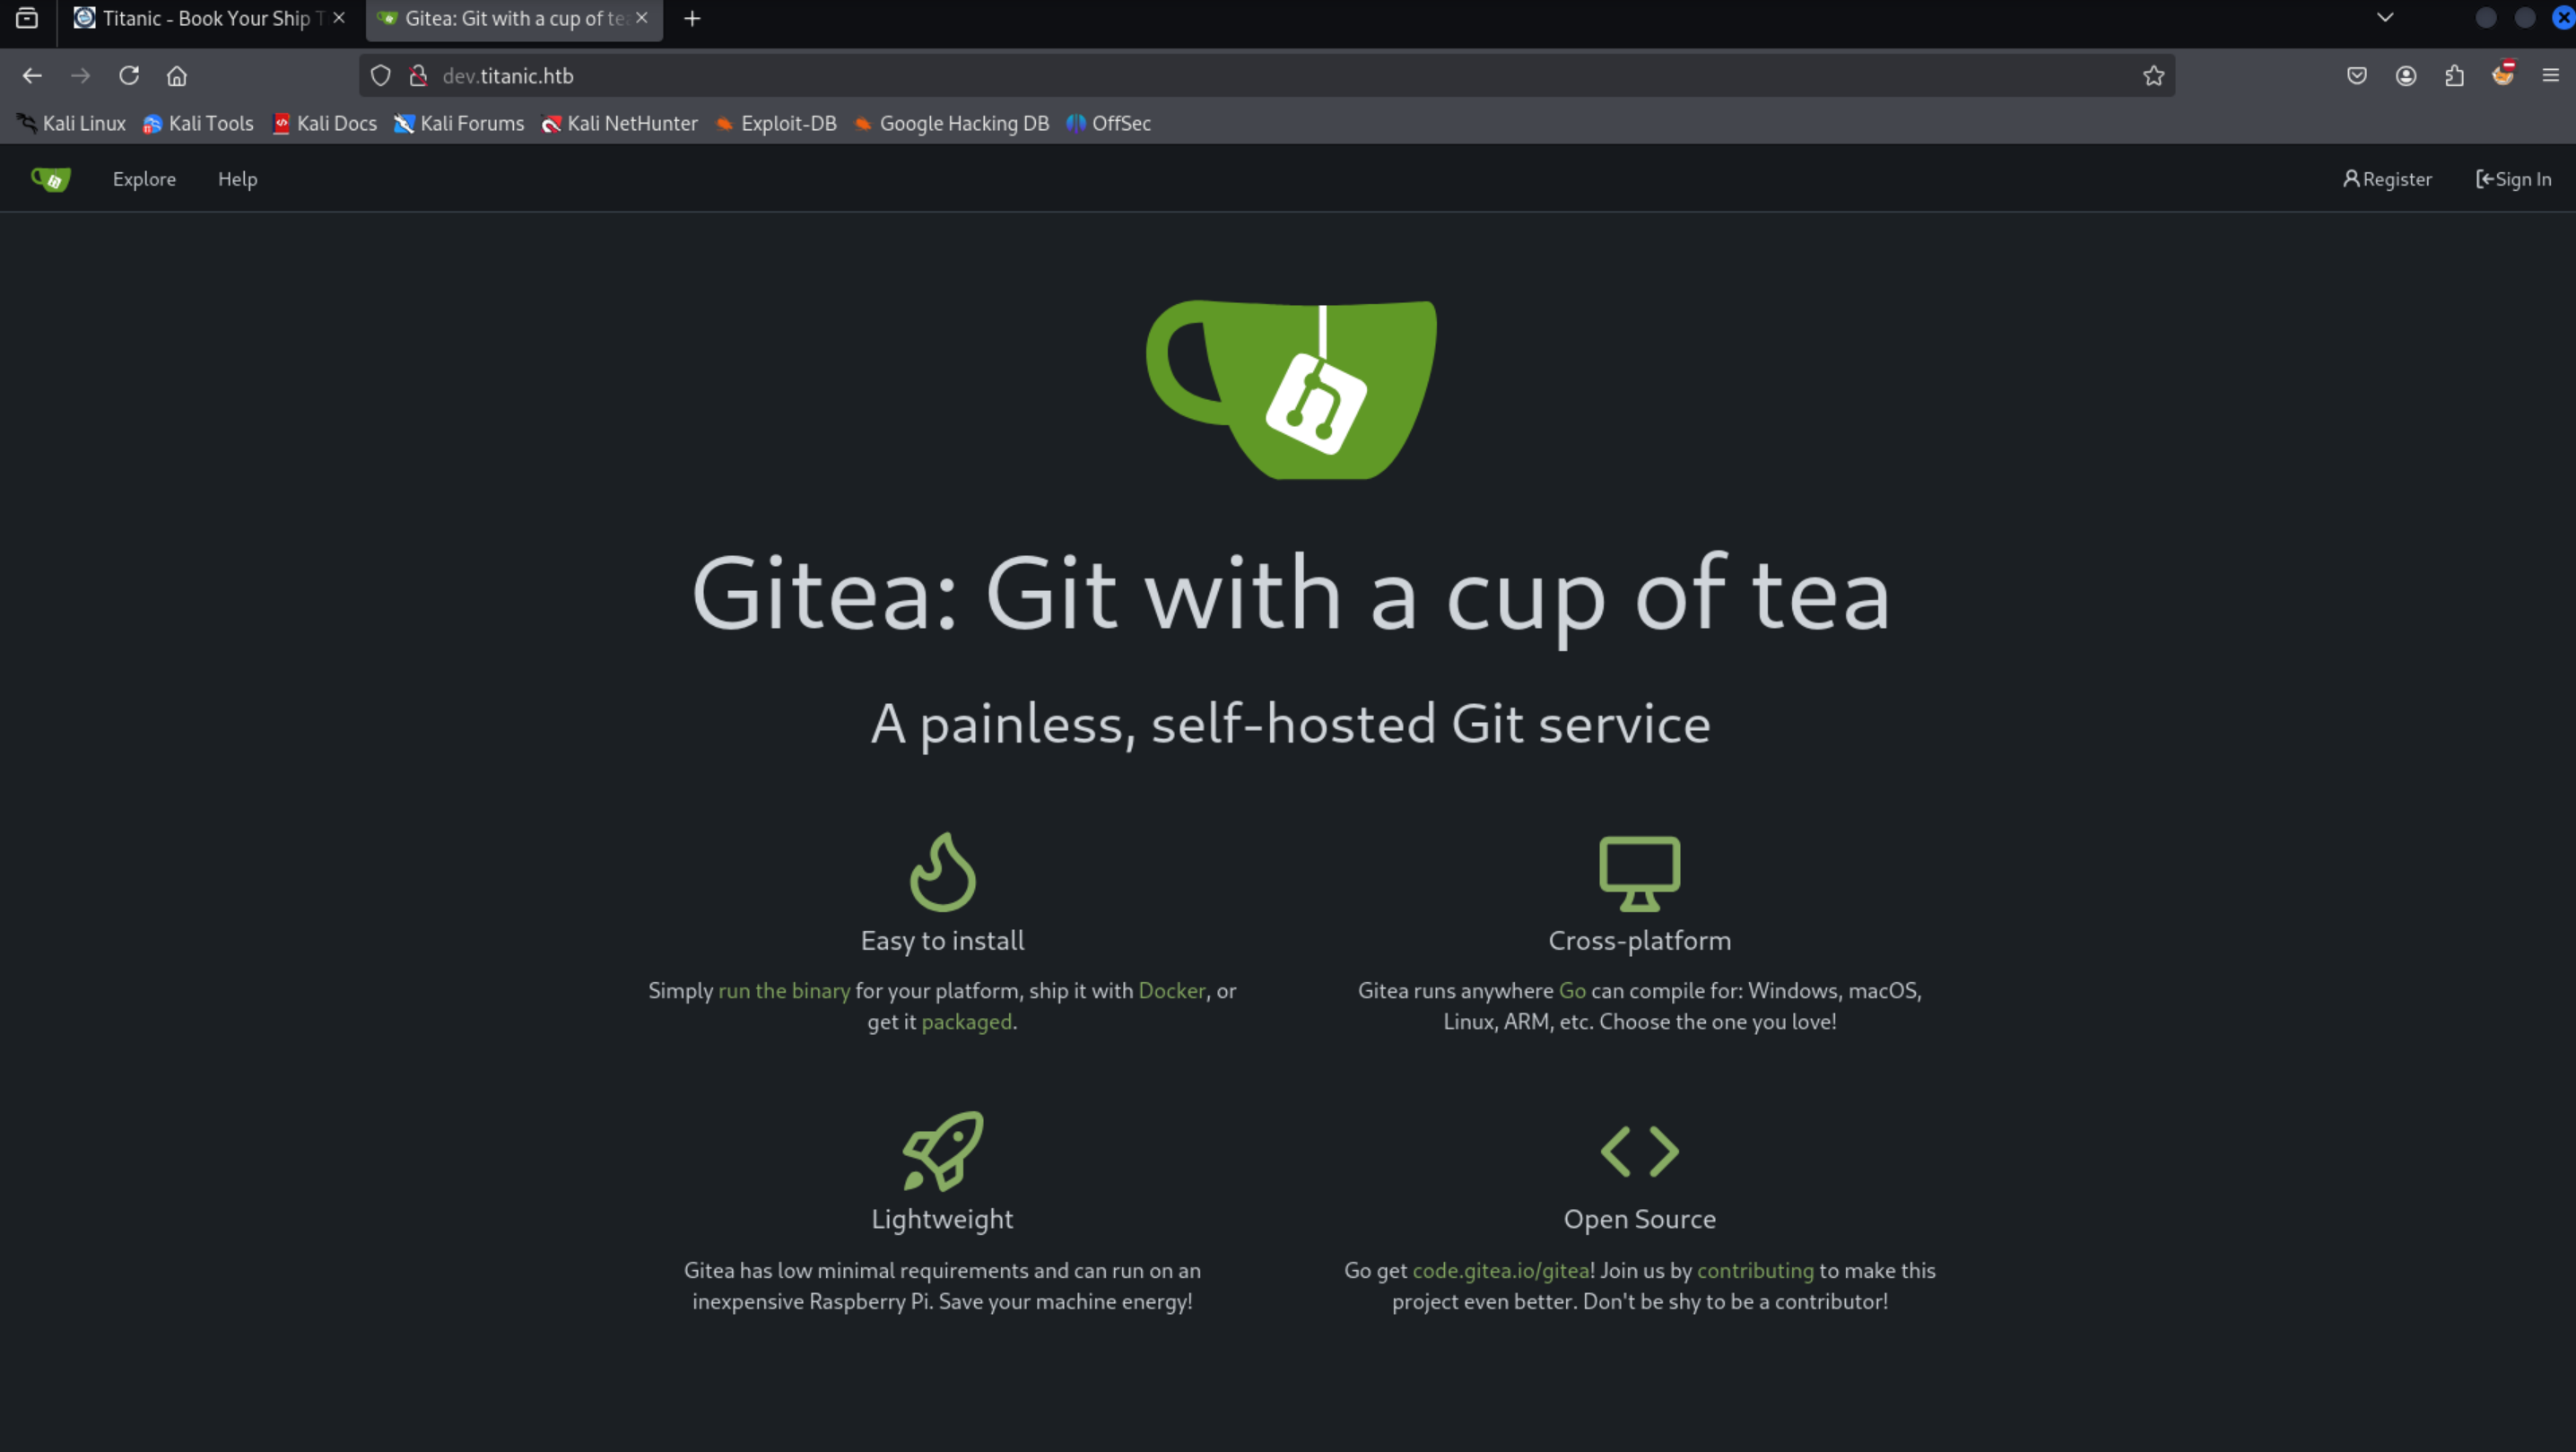 Titanic - Book Your Ship T
Gitea: Git with a cup of te
dev.titanic.htb
Kali Linux Kali Tools Kali Docs Kali Forums Kali NetHunter Exploit-DB Google Hacking DB OffSec
Explore Help Register Sign In
Gitea: Git with a cup of tea
A painless, self-hosted Git service
Easy to install
Simply run the binary for your platform, ship it with Docker, or
get it packaged.
Cross-platform
Gitea runs anywhere Go can compile for: Windows, macOS,
Linux, ARM, etc. Choose the one you love!
Lightweight
Gitea has low minimal requirements and can run on an
inexpensive Raspberry Pi. Save your machine energy!
Open Source
Go get code.gitea.io/gitea! Join us by contributing to make this
project even better. Don't be shy to be a contributor!